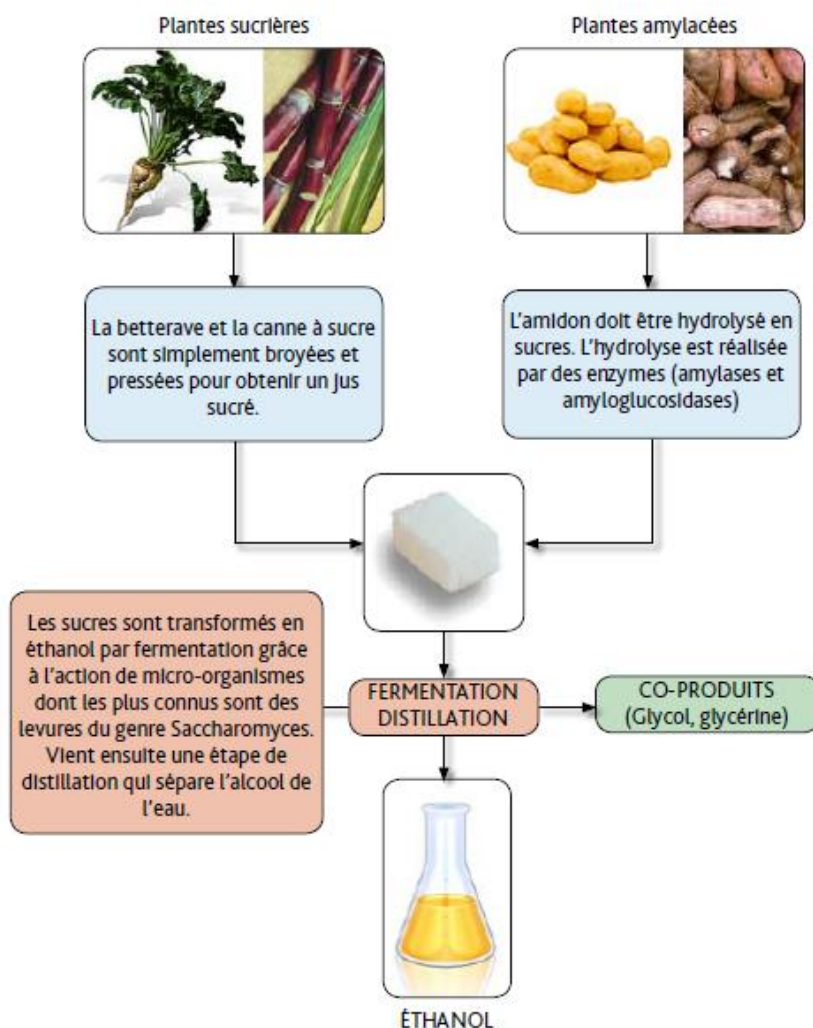 Plantes sucrières
Plantes amylacées
La betterave et la canne à sucre
sont simplement broyées et
pressées pour obtenir un jus
sucré.
L'amidon doit être hydrolysé en
sucres. L'hydrolyse est réalisée
par des enzymes (amylases et
amyloglucosidases)
Les sucres sont transformés en
éthanol par fermentation grâce
à l'action de micro-organismes
dont les plus connus sont des
levures du genre Saccharomyces.
Vient ensuite une étape de
distillation qui sépare l'alcool de
l'eau.
FERMENTATION
DISTILLATION
CO-PRODUITS
(Glycol, glycérine)
ÉTHANOL